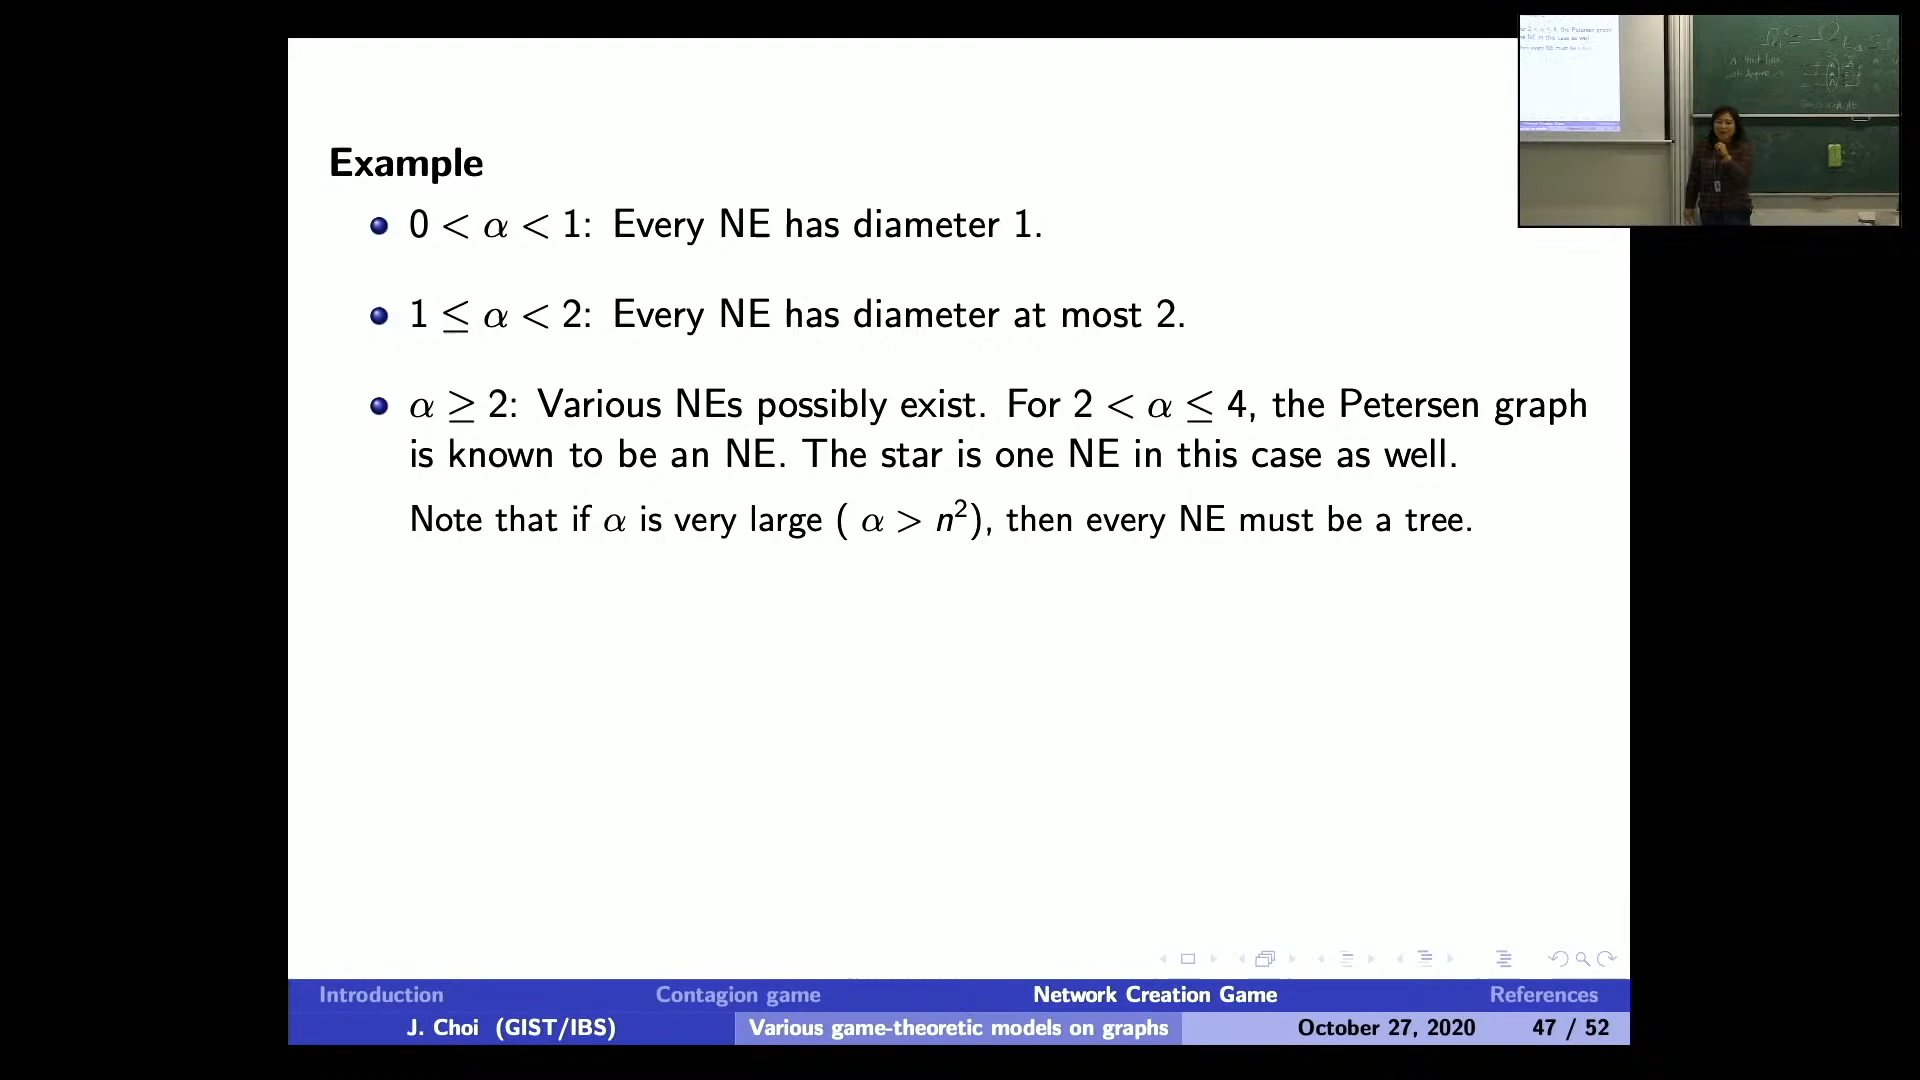 Example
0 < α < 1: Every NE has diameter 1.
1 ≤ α < 2: Every NE has diameter at most 2.
α ≥ 2: Various NEs possibly exist. For 2 < α ≤ 4, the Petersen graph
is known to be an NE. The star is one NE in this case as well.
Note that if α is very large ( α > n²), then every NE must be a tree.
Introduction Contagion game Network Creation Game References
J. Choi (GIST/IBS) Various game-theoretic models on graphs October 27, 2020 47 / 52